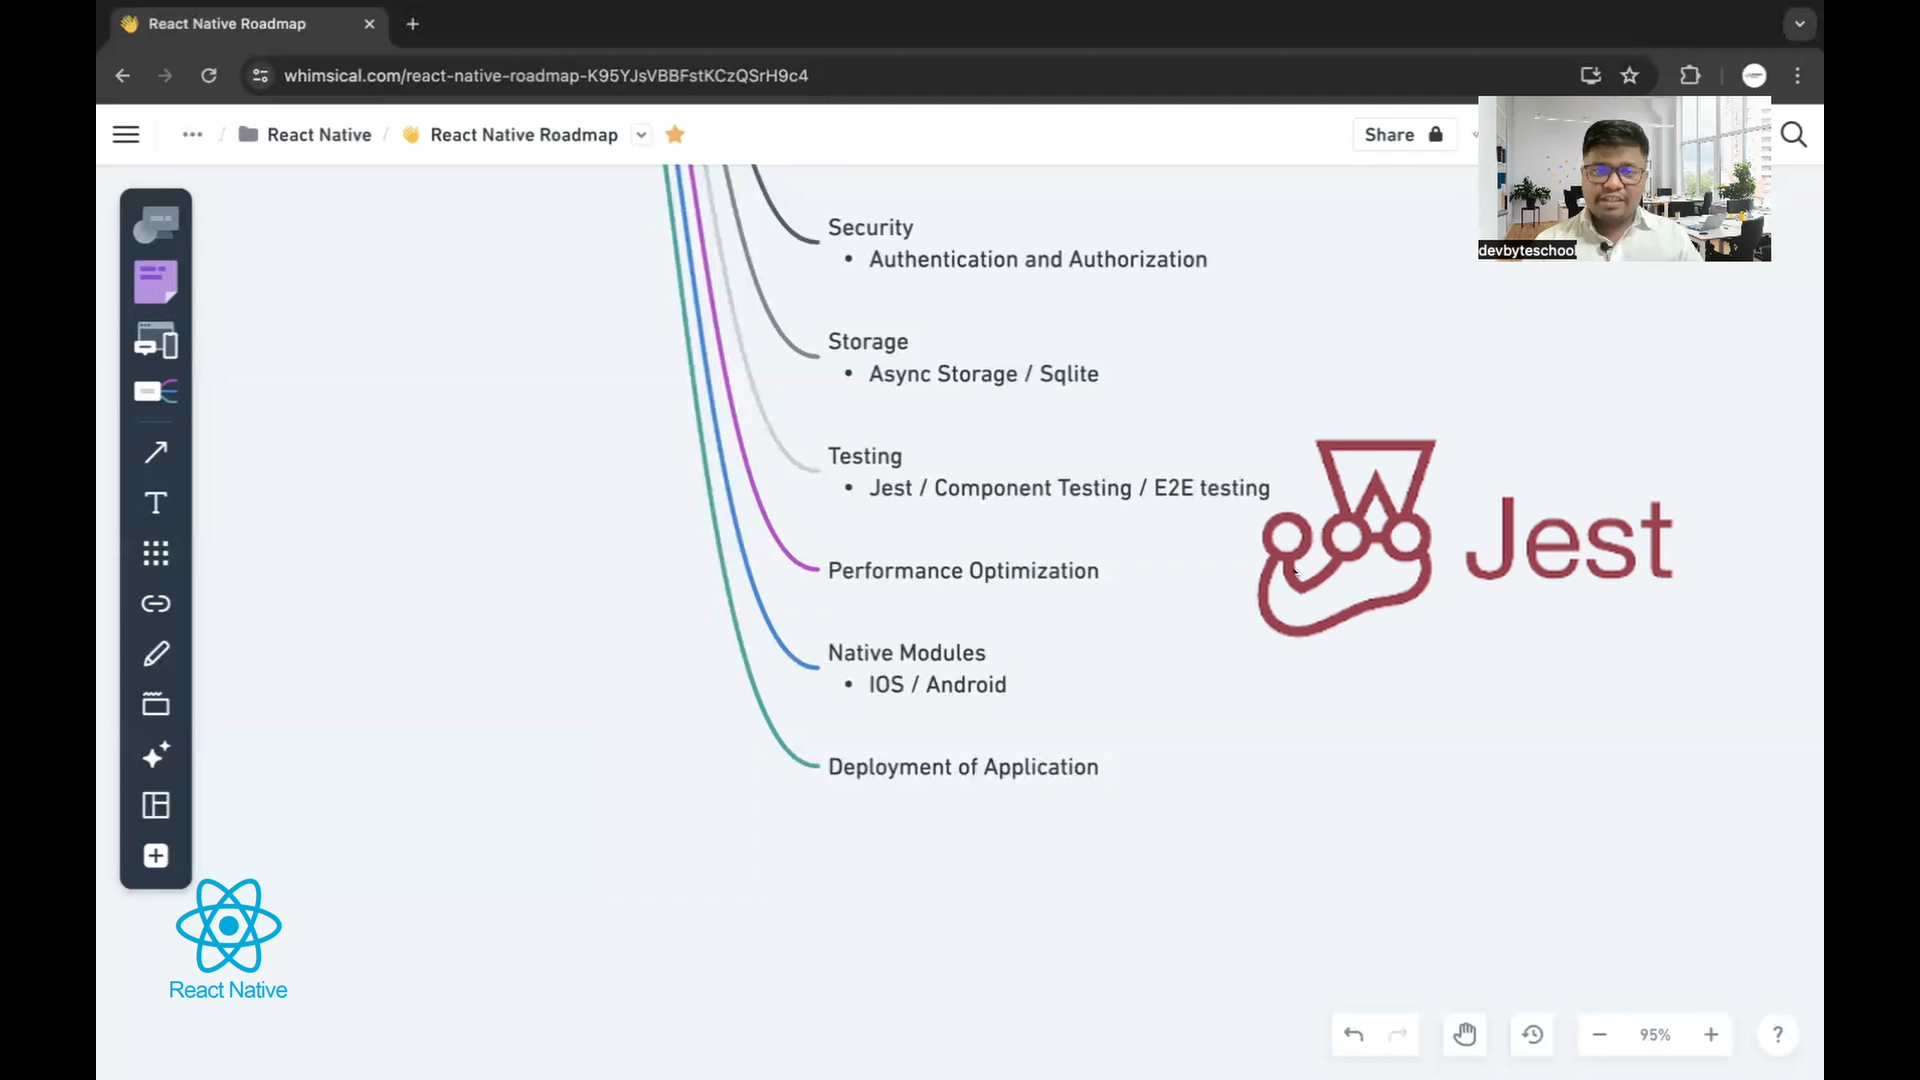 React Native Roadmap
whimsical.com/react-native-roadmap-K95YJsVBBFstKCzQSrH9c4
React Native / React Native Roadmap
Share
devbyteschool
Security
• Authentication and Authorization
Storage
• Async Storage / Sqlite
Testing
• Jest / Component Testing / E2E testing
Jest
Performance Optimization
Native Modules
• IOS / Android
Deployment of Application
React Native
95%
?